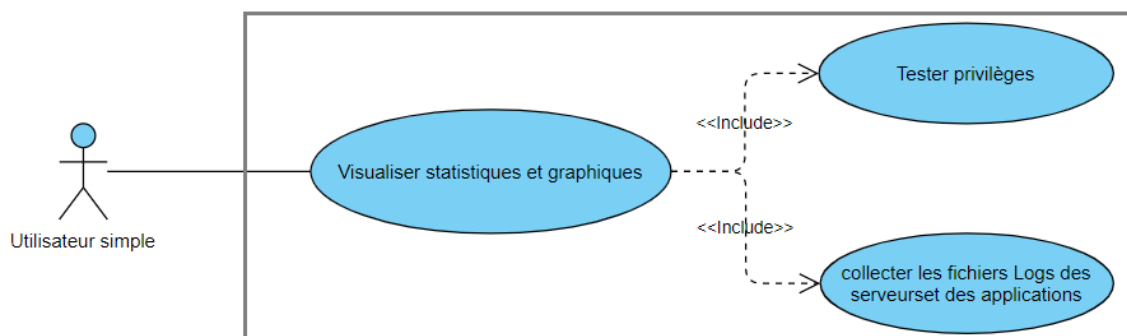 Tester privilèges
<<Include>>
Visualiser statistiques et graphiques
Utilisateur simple
<<Include>>
collecter les fichiers Logs des
serveurset des applications